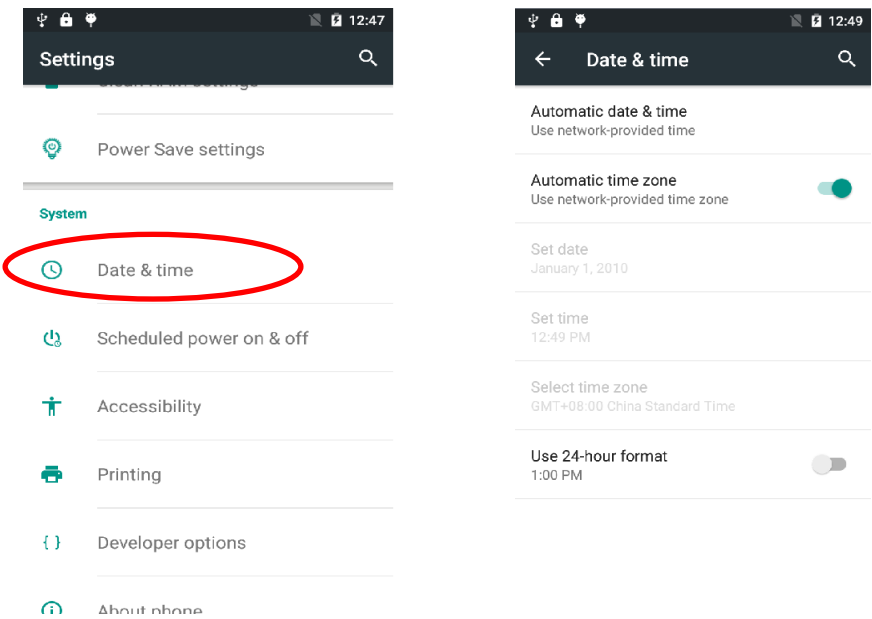 12:47
Settings
Power Save settings
System
Date & time
Scheduled power on & off
Accessibility
Printing
Developer options
About phone
12:49
Date & time
Automatic date & time
Use network-provided time
Automatic time zone
Use network-provided time zone
Set date
January 1, 2010
Set time
12:49 PM
Select time zone
GMT+08:00 China Standard Time
Use 24-hour format
1:00 PM